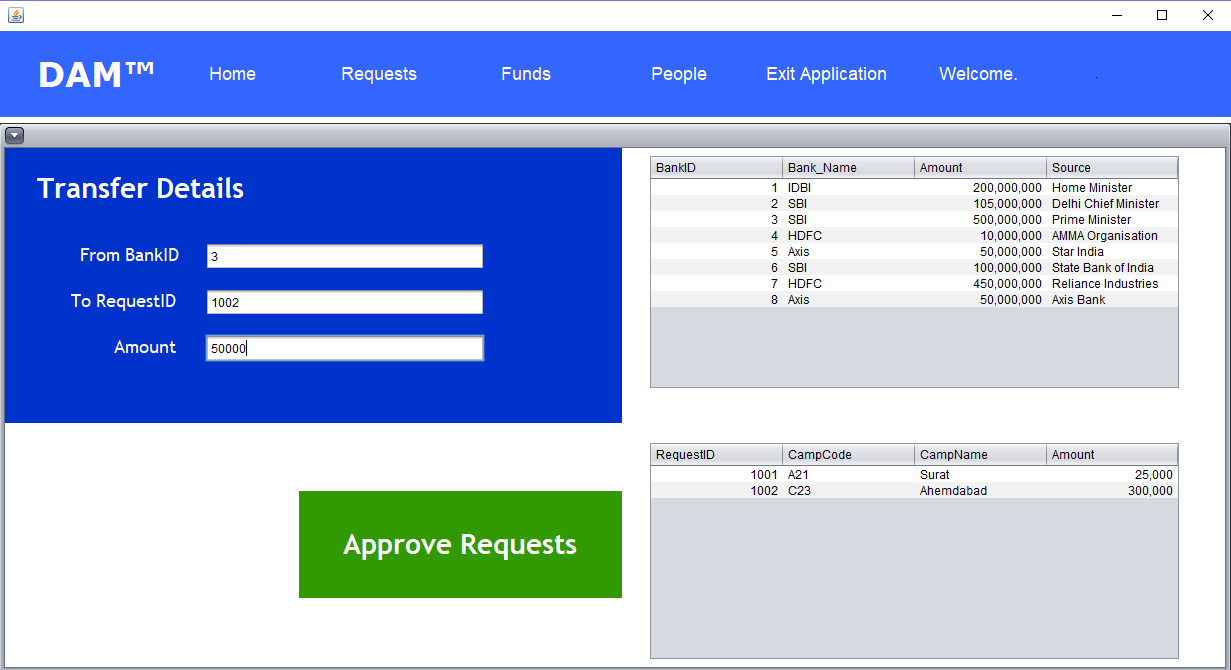 DAM™ Home Requests Funds People Exit Application Welcome. .
Transfer Details
From BankID 3
To RequestID 1002
Amount 50000
Approve Requests
BankID Bank_Name Amount Source
1 IDBI 200,000,000 Home Minister
2 SBI 105,000,000 Delhi Chief Minister
3 SBI 500,000,000 Prime Minister
4 HDFC 10,000,000 AMMA Organisation
5 Axis 50,000,000 Star India
6 SBI 100,000,000 State Bank of India
7 HDFC 450,000,000 Reliance Industries
8 Axis 50,000,000 Axis Bank
RequestID CampCode CampName Amount
1001 A21 Surat 25,000
1002 C23 Ahemdabad 300,000